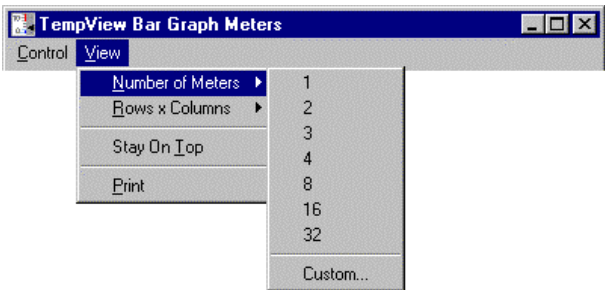 TempView Bar Graph Meters
Control View
Number of Meters
Rows x Columns
Stay On Top
Print
1
2
3
4
8
16
32
Custom...